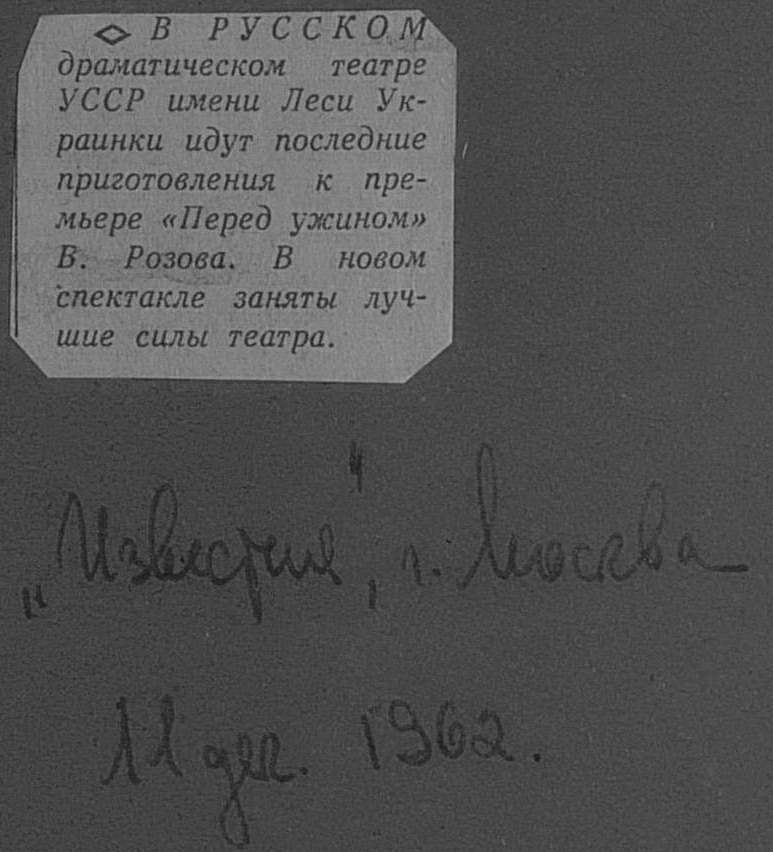 В РУССКОМ
драматическом театре
УССР имени Леси Ук-
раинки идут последние
приготовления к пре-
мьере «Перед ужином»
В. Розова. В новом
спектакле заняты луч-
шие силы театра.
„Известия“, г. Москва
11 дек. 1962.